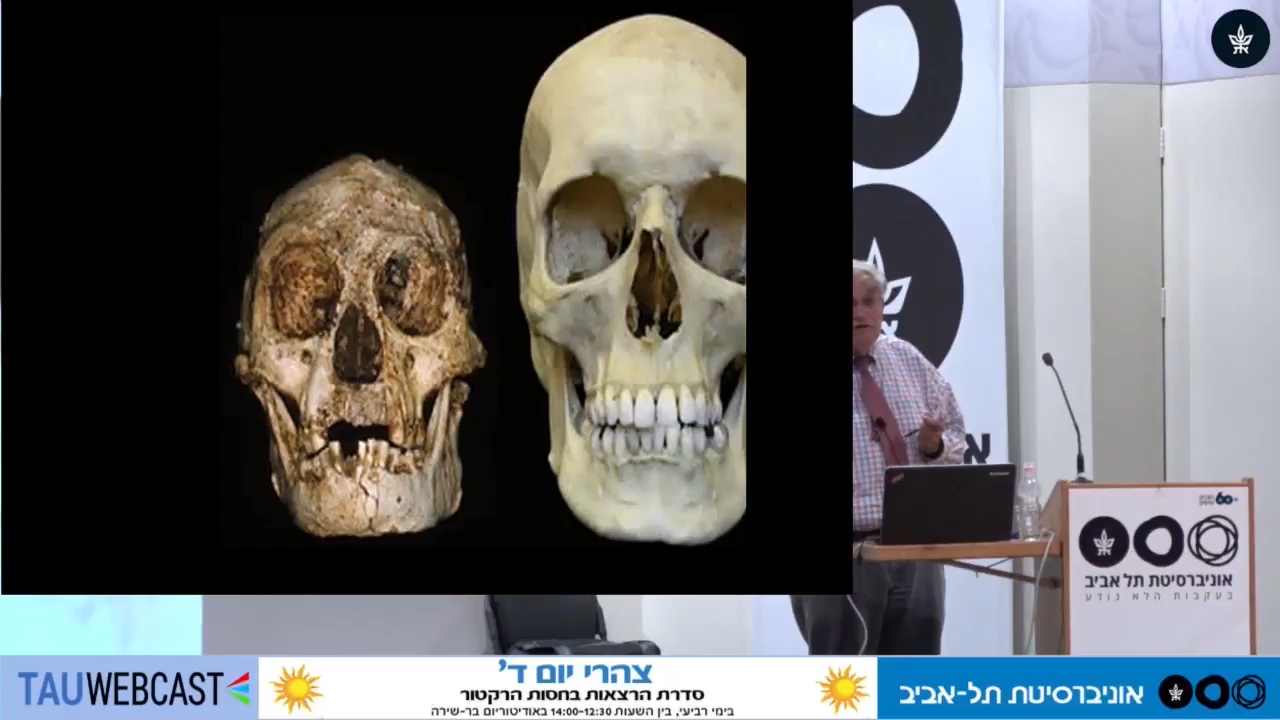 אוניברסיטת תל אביב
בעקבות הלא נודע
TAUWEBCAST
צהרי יום ד'
סדרת הרצאות בחסות הרקטור
בימי רביעי, בין השעות 14:00-12:30 באודיטוריום בר-שירה
אוניברסיטת תל-אביב